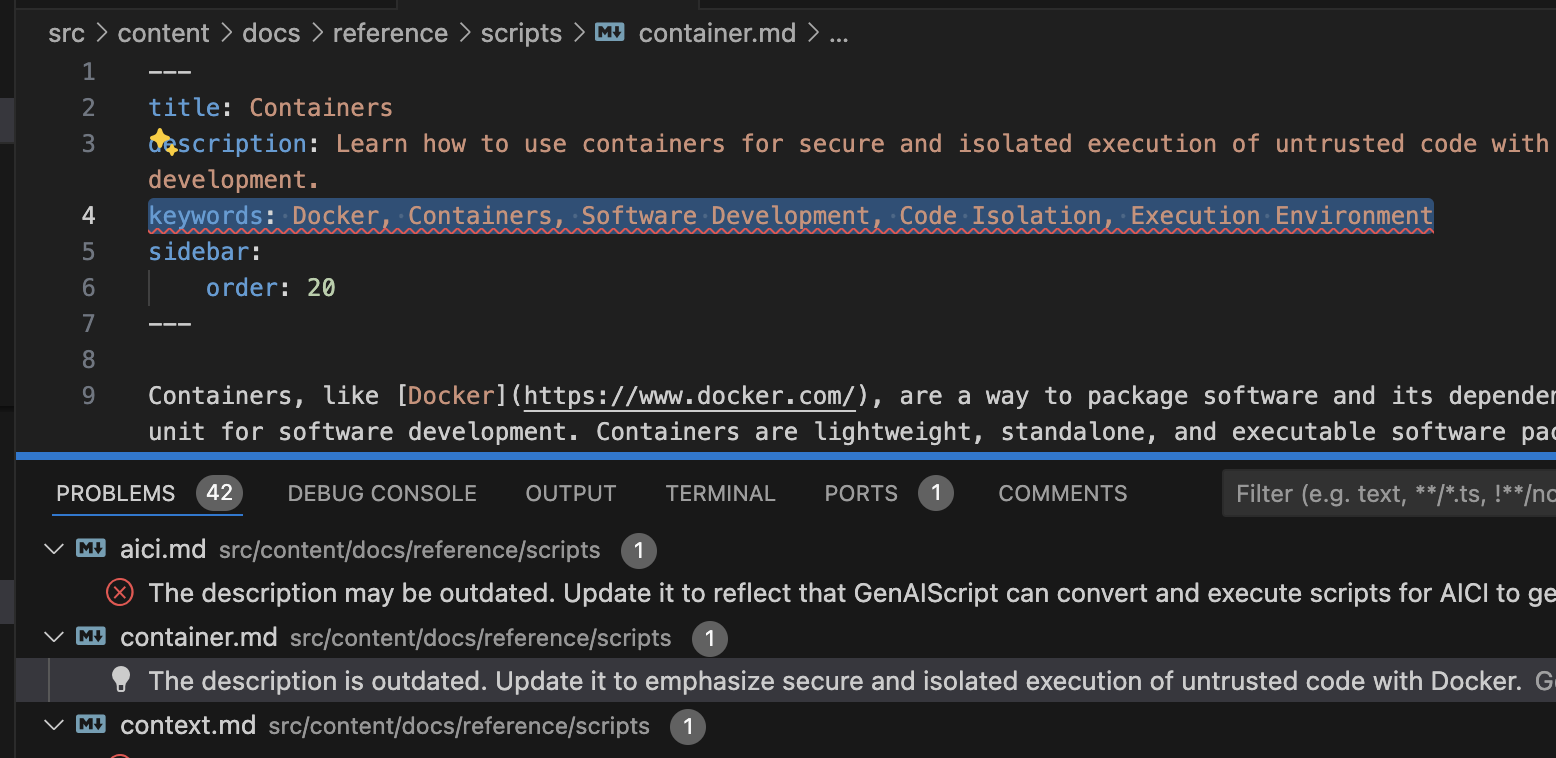 src > content > docs > reference > scripts > M↓ container.md > ...
1 ---
2 title: Containers
3 description: Learn how to use containers for secure and isolated execution of untrusted code with
development.
4 keywords: Docker, Containers, Software Development, Code Isolation, Execution Environment
5 sidebar:
6 order: 20
7 ---
8
9 Containers, like [Docker](https://www.docker.com/), are a way to package software and its
unit for software development. Containers are lightweight, standalone, and executable software
PROBLEMS 42 DEBUG CONSOLE OUTPUT TERMINAL PORTS 1 COMMENTS Filter (e.g. text, **/*.ts, !**/no
M↓ aici.md src/content/docs/reference/scripts 1
The description may be outdated. Update it to reflect that GenAIScript can convert and execute scripts for AICI to ge
M↓ container.md src/content/docs/reference/scripts 1
The description is outdated. Update it to emphasize secure and isolated execution of untrusted code with Docker.
M↓ context.md src/content/docs/reference/scripts 1